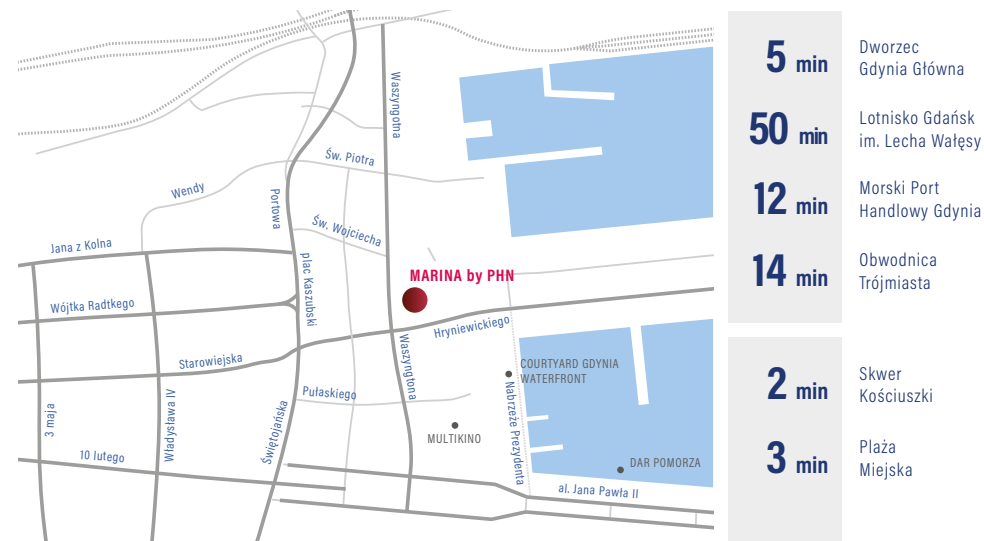 Waszyngotna
Św. Piotra
Wendy
Portowa
Św. Wojciecha
Jana z Kolna
plac Kaszubski
MARINA by PHN
Wójtka Radtkego
Hryniewickiego
Starowiejska
Waszyngtona
COURTYARD GDYNIA
WATERFRONT
Pułaskiego
Nabrzeże Prezydenta
3 maja
Władysława IV
Świętojańska
MULTIKINO
10 lutego
DAR POMORZA
al. Jana Pawła II
5 min
Dworzec
Gdynia Główna
50 min
Lotnisko Gdańsk
im. Lecha Wałęsy
12 min
Morski Port
Handlowy Gdynia
14 min
Obwodnica
Trójmiasta
2 min
Skwer
Kościuszki
3 min
Plaża
Miejska